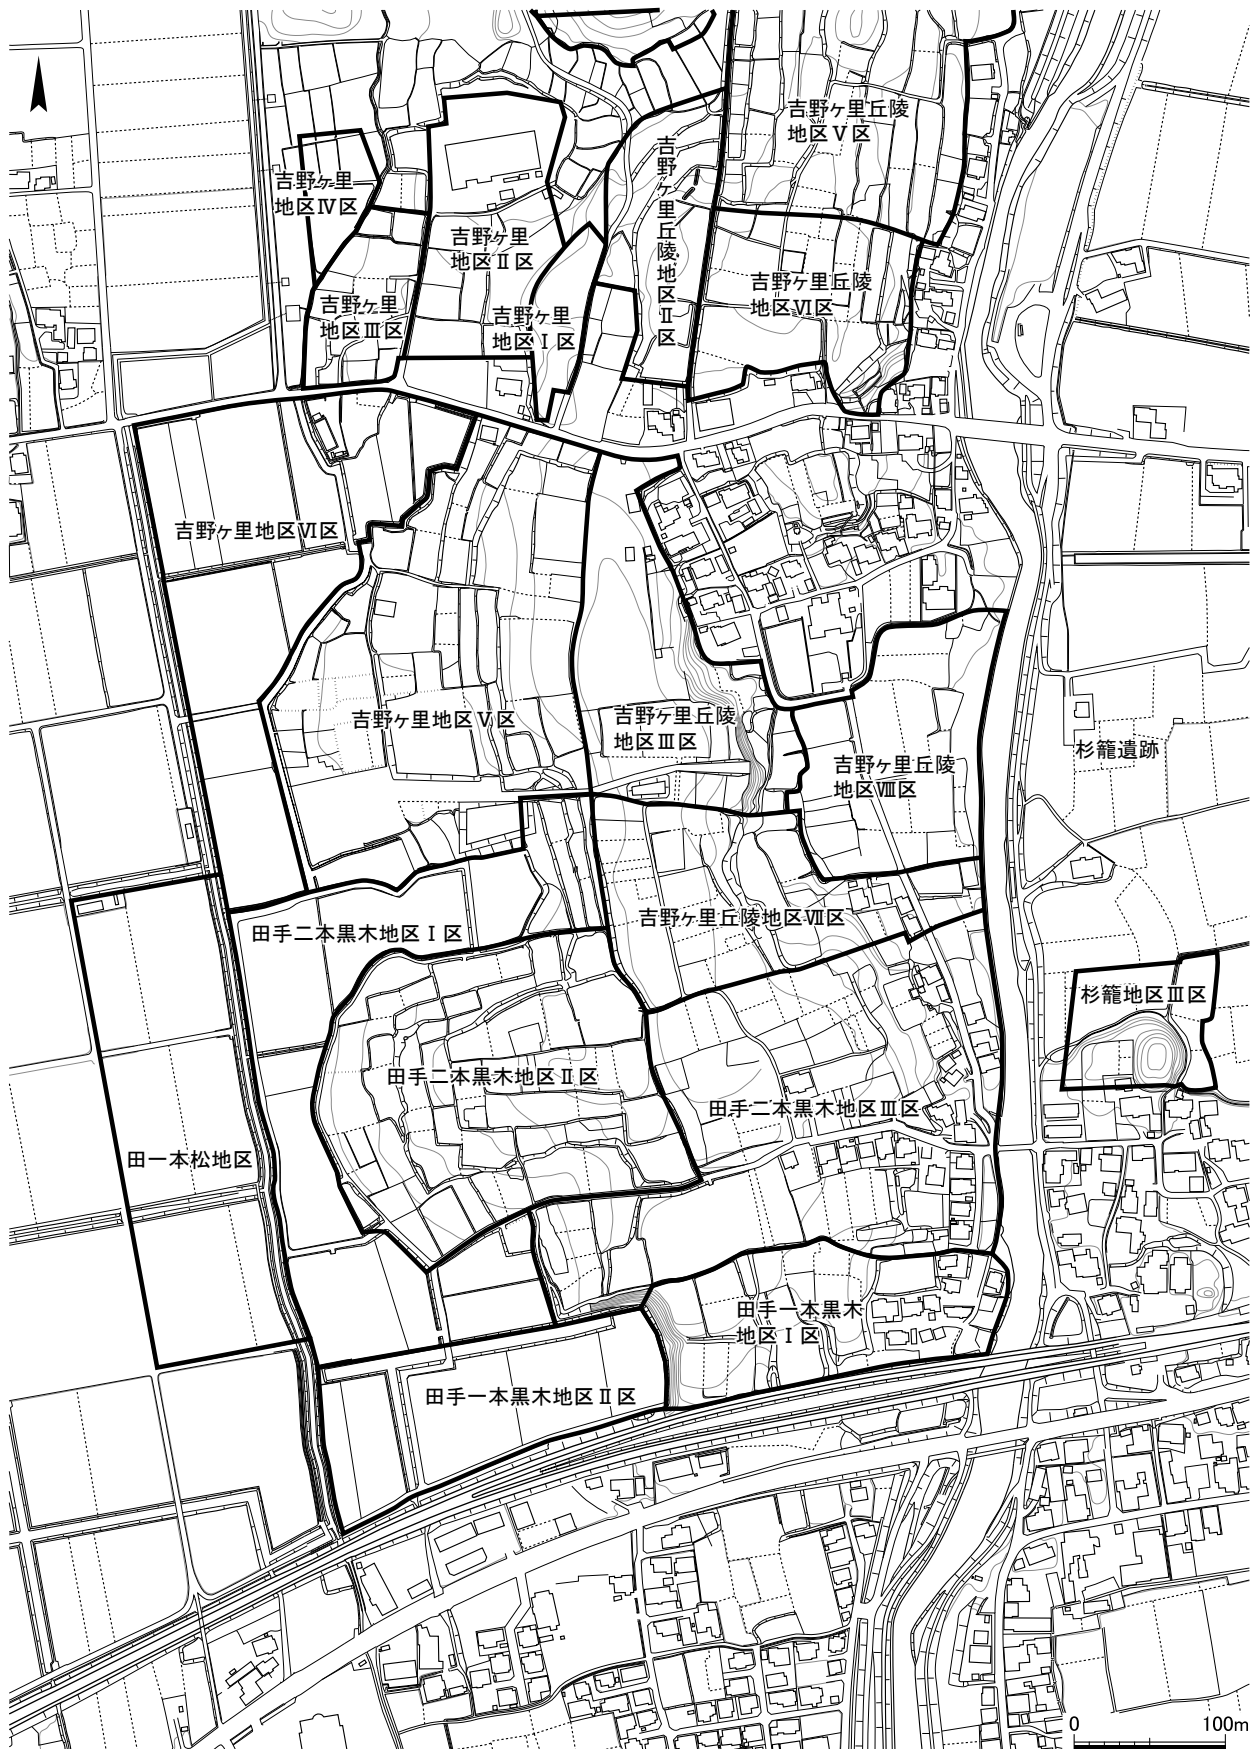 吉野ヶ里丘陵
地区Ⅴ区
吉野ヶ里丘陵地区Ⅱ区
吉野ヶ里
地区Ⅳ区
吉野ヶ里
地区Ⅱ区
吉野ヶ里丘陵
地区Ⅵ区
吉野ヶ里
地区Ⅲ区
吉野ヶ里
地区Ⅰ区
吉野ヶ里地区Ⅵ区
吉野ヶ里地区Ⅴ区
吉野ヶ里丘陵
地区Ⅲ区
杉籠遺跡
吉野ヶ里丘陵
地区Ⅷ区
吉野ヶ里丘陵地区Ⅶ区
田手二本黒木地区Ⅰ区
杉籠地区Ⅲ区
田手二本黒木地区Ⅱ区
田手二本黒木地区Ⅲ区
田一本松地区
田手一本黒木
地区Ⅰ区
田手一本黒木地区Ⅱ区
0 100m